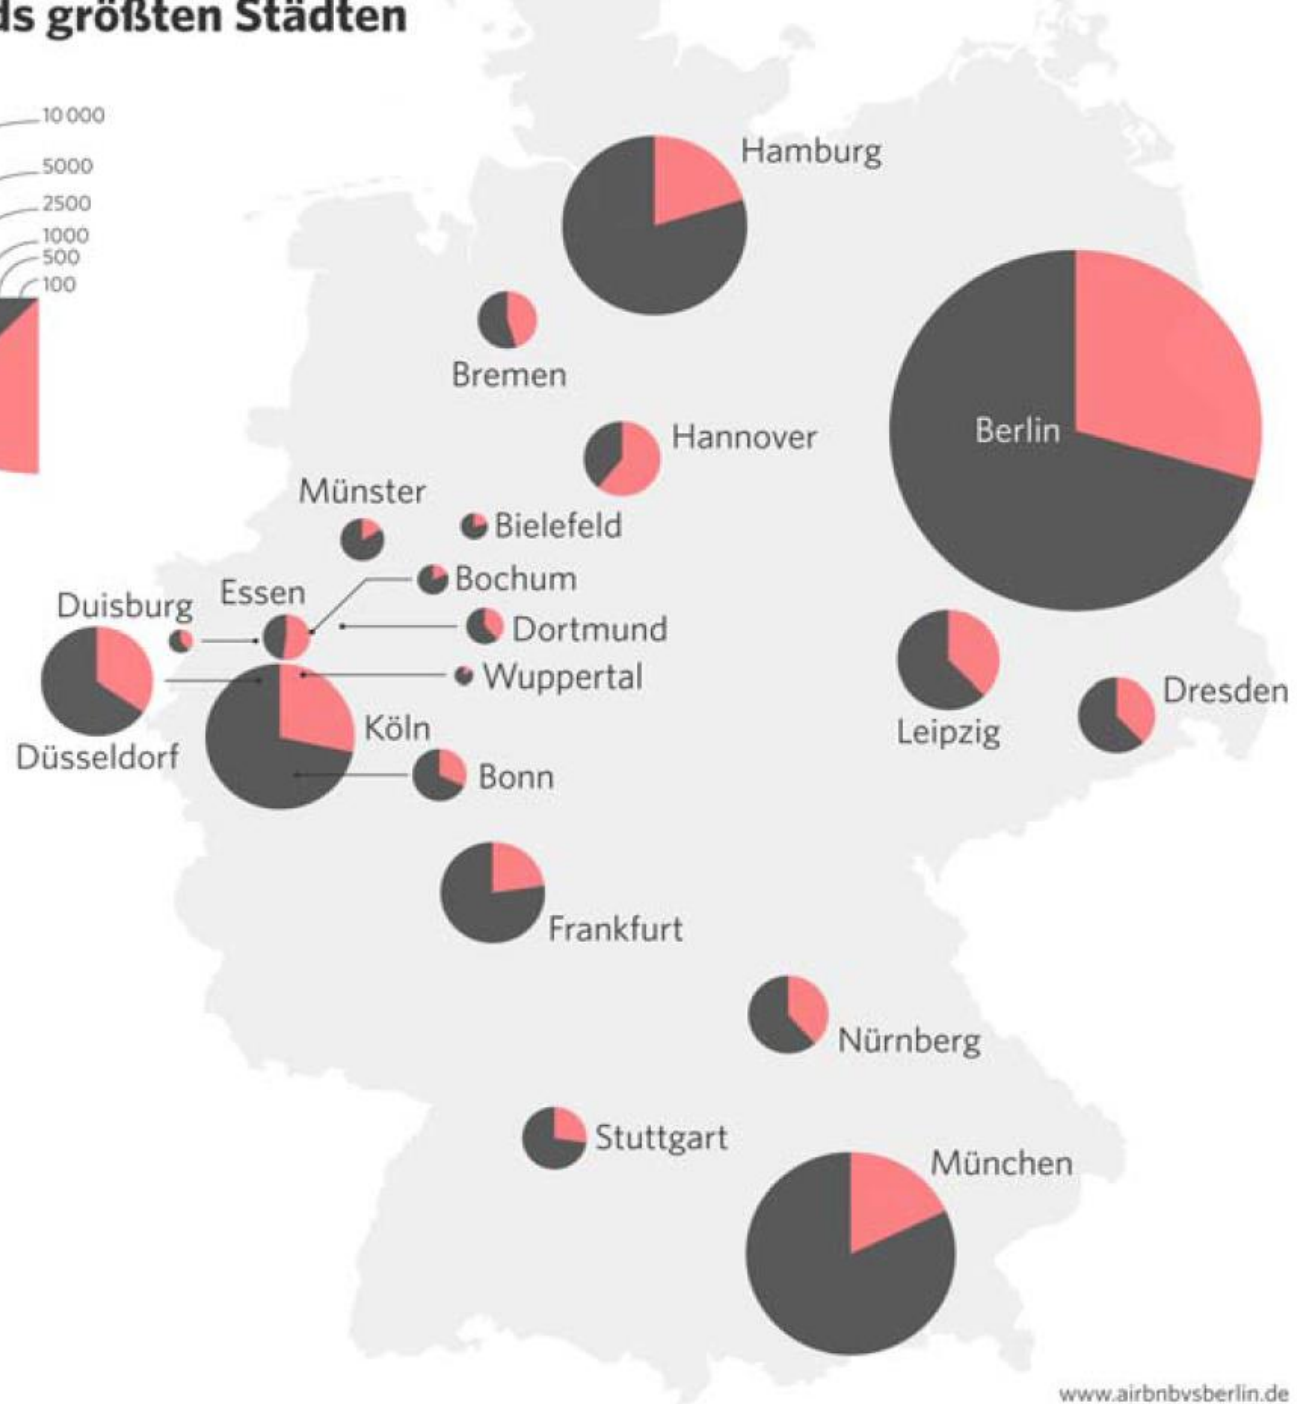 ds größten Städten
10 000
5000
2500
1000
500
100
Hamburg
Bremen
Hannover
Berlin
Münster
Bielefeld
Bochum
Essen
Duisburg
Dortmund
Wuppertal
Köln
Düsseldorf
Bonn
Leipzig
Dresden
Frankfurt
Nürnberg
Stuttgart
München
www.airbnbvsberlin.de